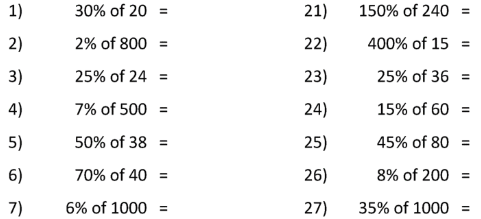 1) 30% of 20 =
2) 2% of 800 =
3) 25% of 24 =
4) 7% of 500 =
5) 50% of 38 =
6) 70% of 40 =
7) 6% of 1000 =
21) 150% of 240 =
22) 400% of 15 =
23) 25% of 36 =
24) 15% of 60 =
25) 45% of 80 =
26) 8% of 200 =
27) 35% of 1000 =